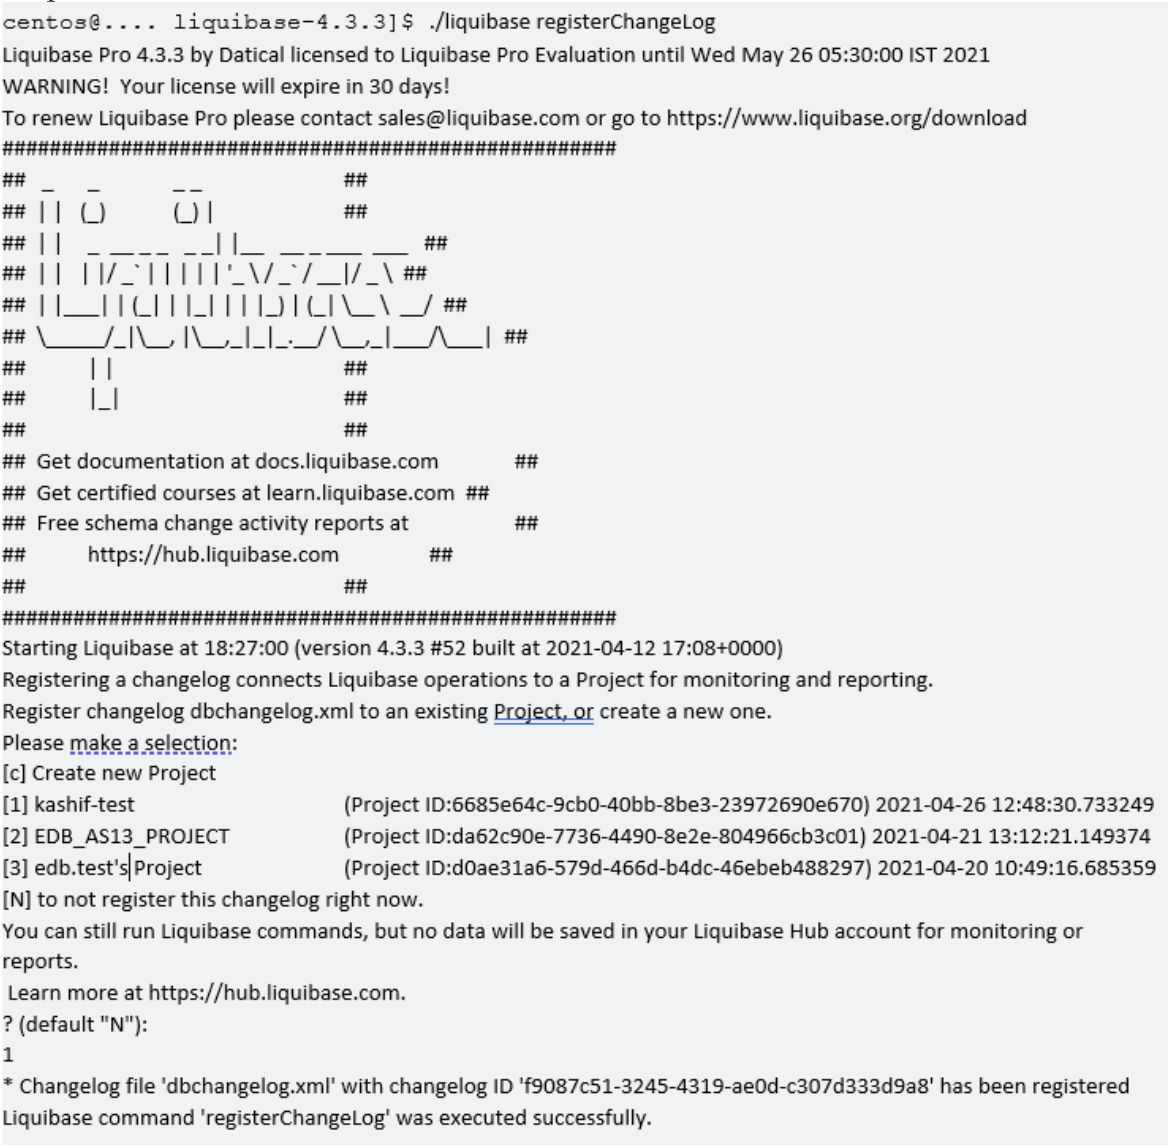 centos@.... liquibase-4.3.3]$ ./liquibase registerChangeLog
Liquibase Pro 4.3.3 by Datical licensed to Liquibase Pro Evaluation until Wed May 26 05:30:00 IST 2021
WARNING!  Your license will expire in 30 days!
To renew Liquibase Pro please contact sales@liquibase.com or go to https://www.liquibase.org/download
####################################################
##  _     _          _ _                    ##
## | |   (_)        (_) |                   ##
## | |    _ __ _ _   _ _| |__   __ _ ___  ___  ##
## | |   | |/ _` | | | | | '_ \ / _` / __|/ _ \ ##
## | |___| | (_| | |_| | | |_) | (_| \__ \  __/ ##
## \_____/_|\__, |\__,_|_|_.__/ \__,_|___/\___| ##
##          | |                             ##
##          |_|                             ##
##                                          ##
##  Get documentation at docs.liquibase.com       ##
##  Get certified courses at learn.liquibase.com  ##
##  Free schema change activity reports at        ##
##      https://hub.liquibase.com            ##
##                                          ##
####################################################
Starting Liquibase at 18:27:00 (version 4.3.3 #52 built at 2021-04-12 17:08+0000)
Registering a changelog connects Liquibase operations to a Project for monitoring and reporting.
Register changelog dbchangelog.xml to an existing Project, or create a new one.
Please make a selection:
[c] Create new Project
[1] kashif-test (Project ID:6685e64c-9cb0-40bb-8be3-23972690e670) 2021-04-26 12:48:30.733249
[2] EDB_AS13_PROJECT (Project ID:da62c90e-7736-4490-8e2e-804966cb3c01) 2021-04-21 13:12:21.149374
[3] edb.test's Project (Project ID:d0ae31a6-579d-466d-b4dc-46ebeb488297) 2021-04-20 10:49:16.685359
[N] to not register this changelog right now.
You can still run Liquibase commands, but no data will be saved in your Liquibase Hub account for monitoring or
reports.
Learn more at https://hub.liquibase.com.
? (default "N"):
1
* Changelog file 'dbchangelog.xml' with changelog ID 'f9087c51-3245-4319-ae0d-c307d333d9a8' has been registered
Liquibase command 'registerChangeLog' was executed successfully.